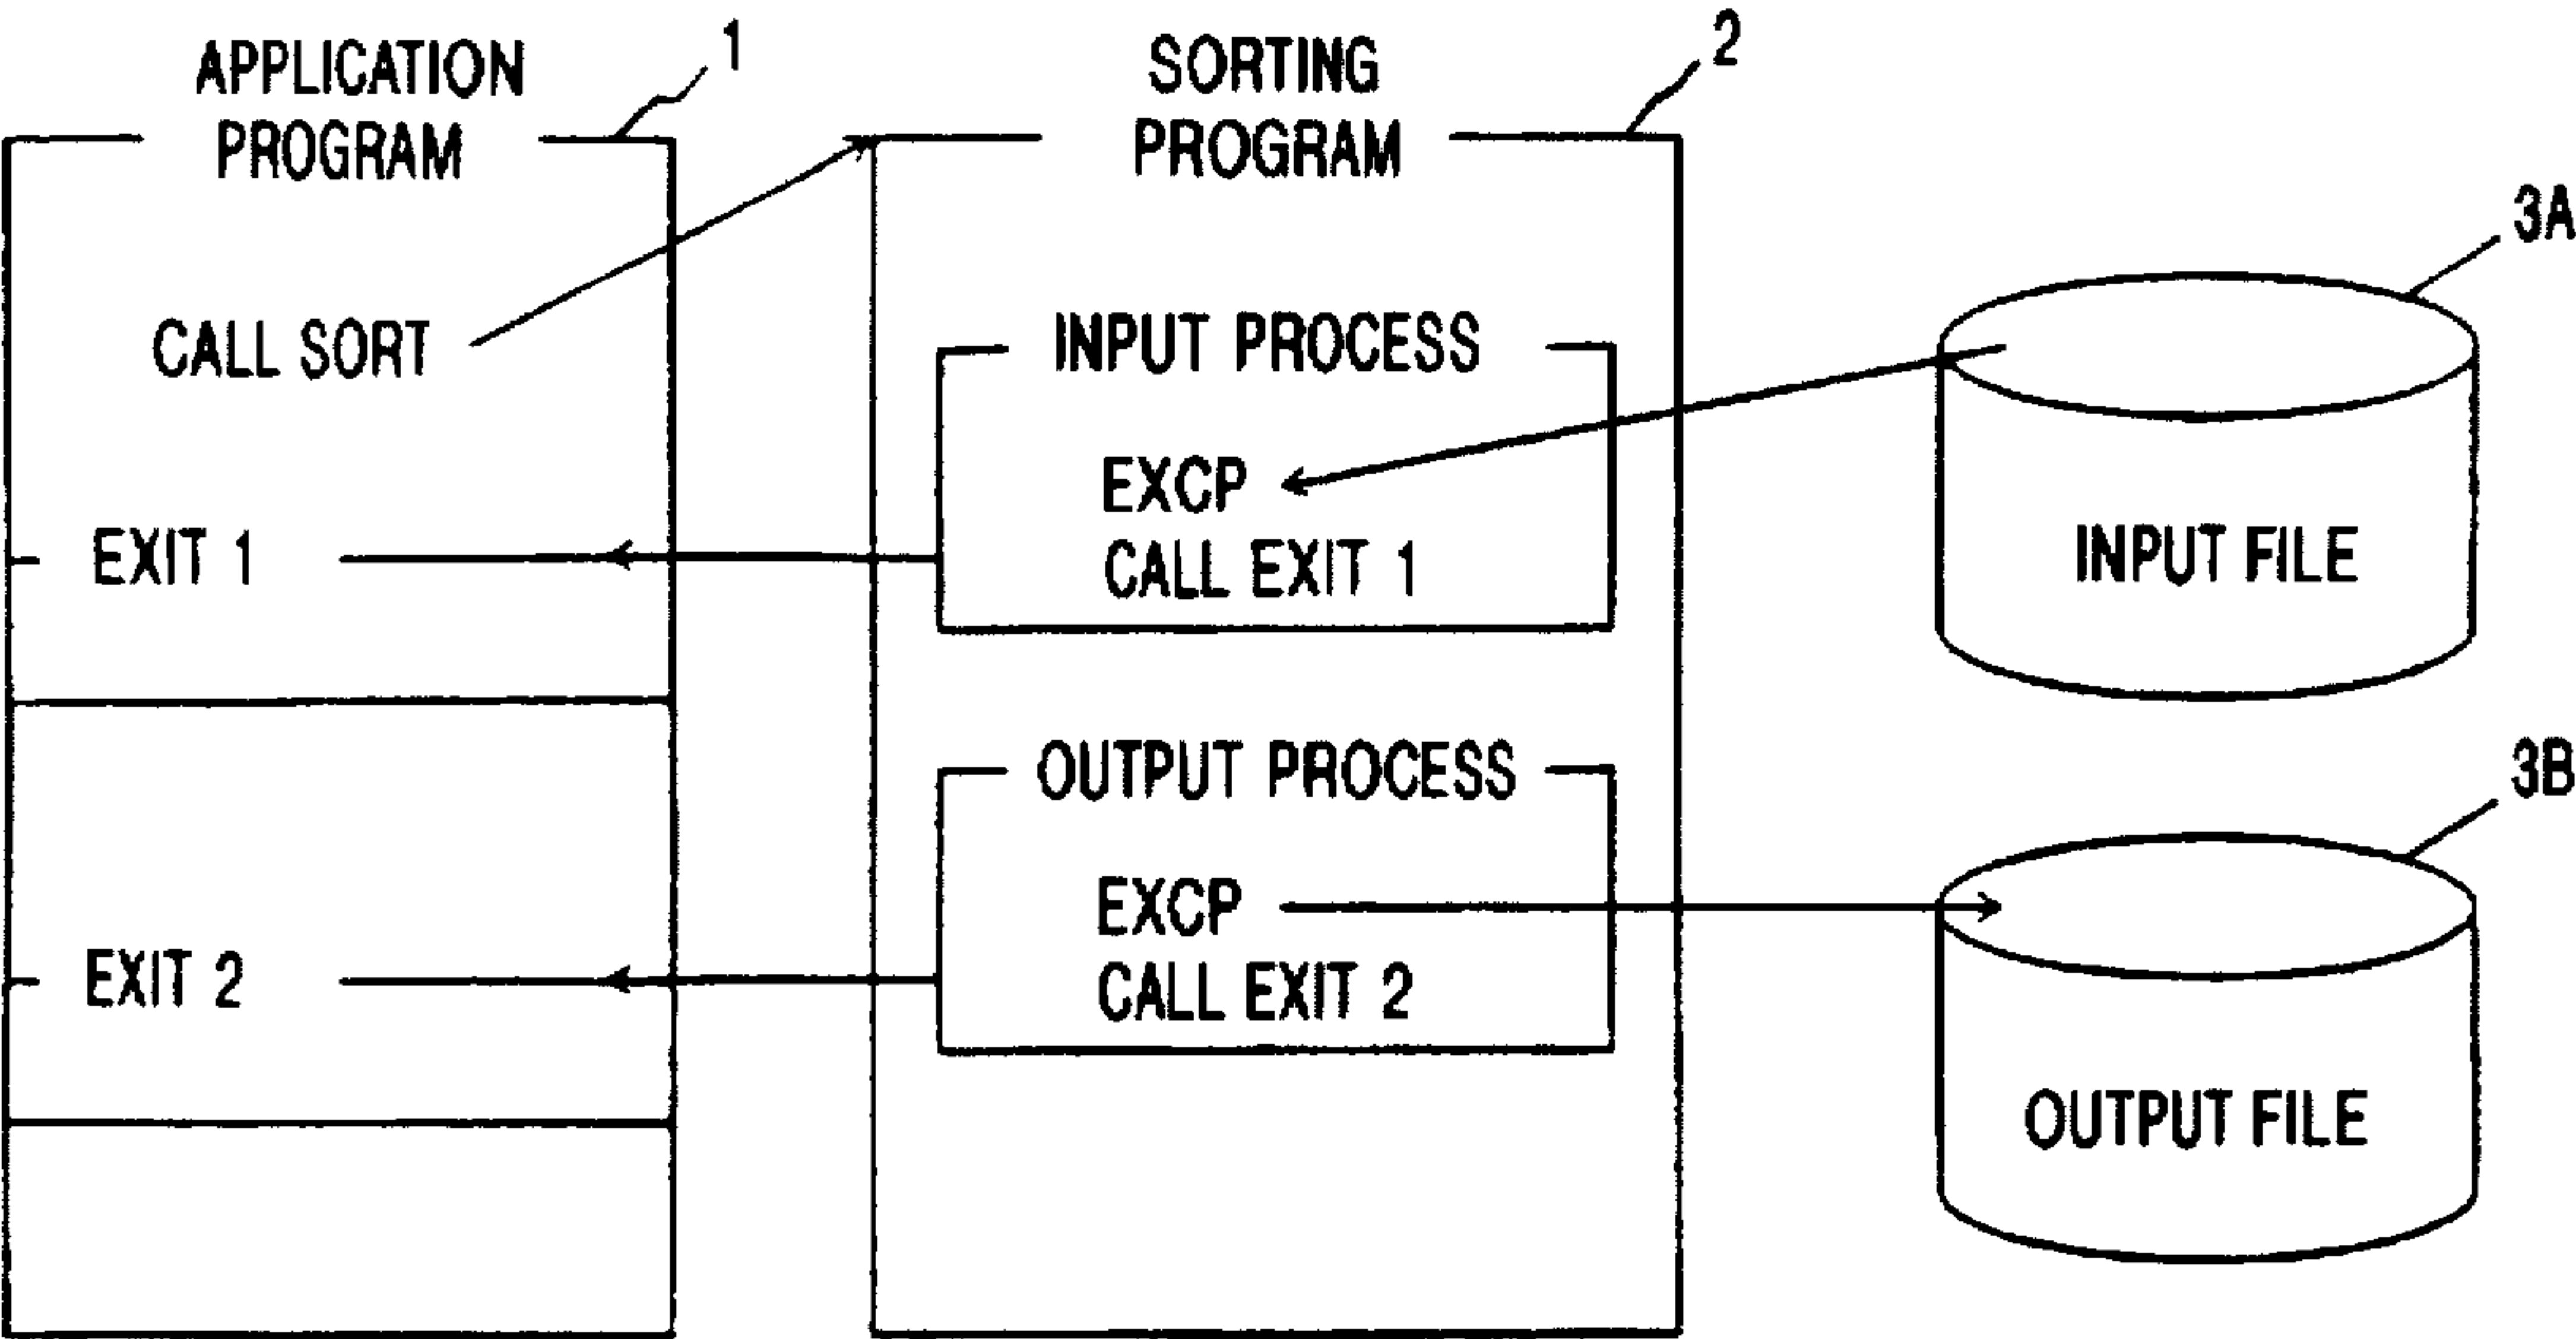 APPLICATION
PROGRAM
1
CALL SORT
EXIT 1
EXIT 2
SORTING
PROGRAM
2
INPUT PROCESS
EXCP
CALL EXIT 1
OUTPUT PROCESS
EXCP
CALL EXIT 2
3A
INPUT FILE
3B
OUTPUT FILE